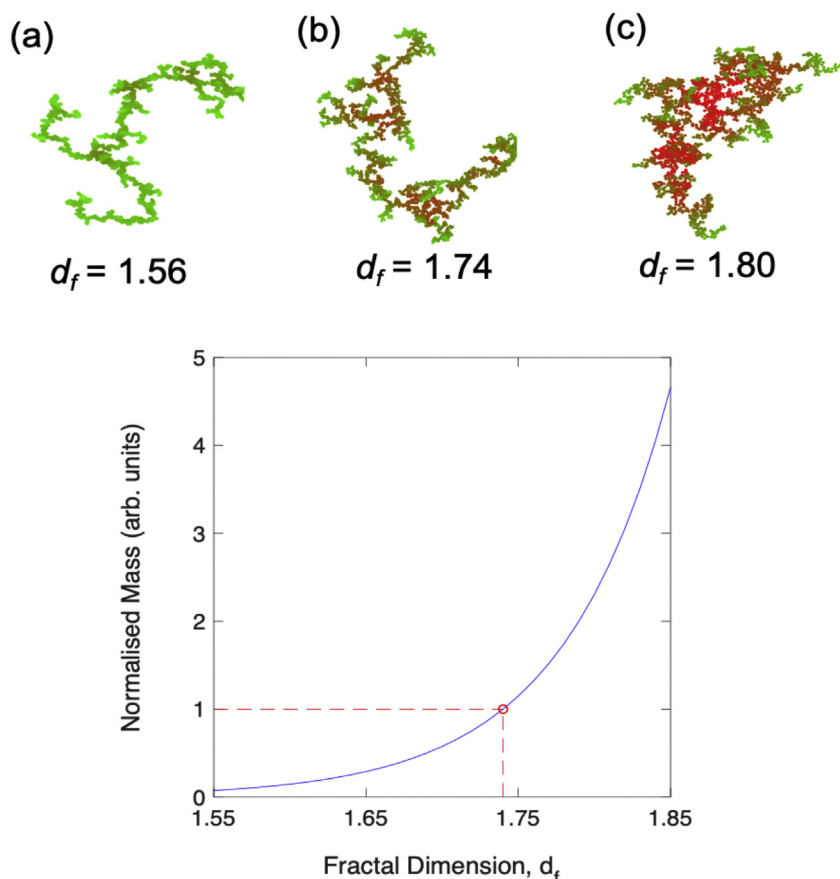 (a)
(b)
(c)
d_f = 1.56
d_f = 1.74
d_f = 1.80
Normalised Mass (arb. units)
5
4
3
2
1
0
1.55
1.65
1.75
1.85
Fractal Dimension, d_f